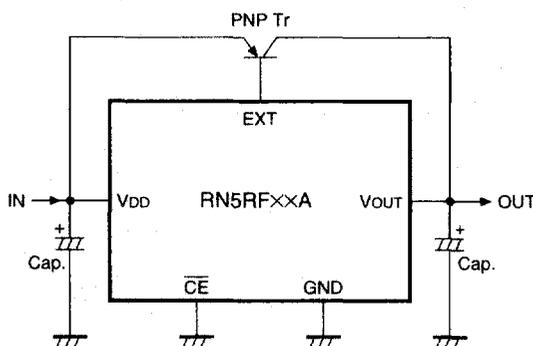 PNP Tr
EXT
IN
VDD
RN5RF××A
VOUT
OUT
+
Cap.
+
Cap.
CE
GND